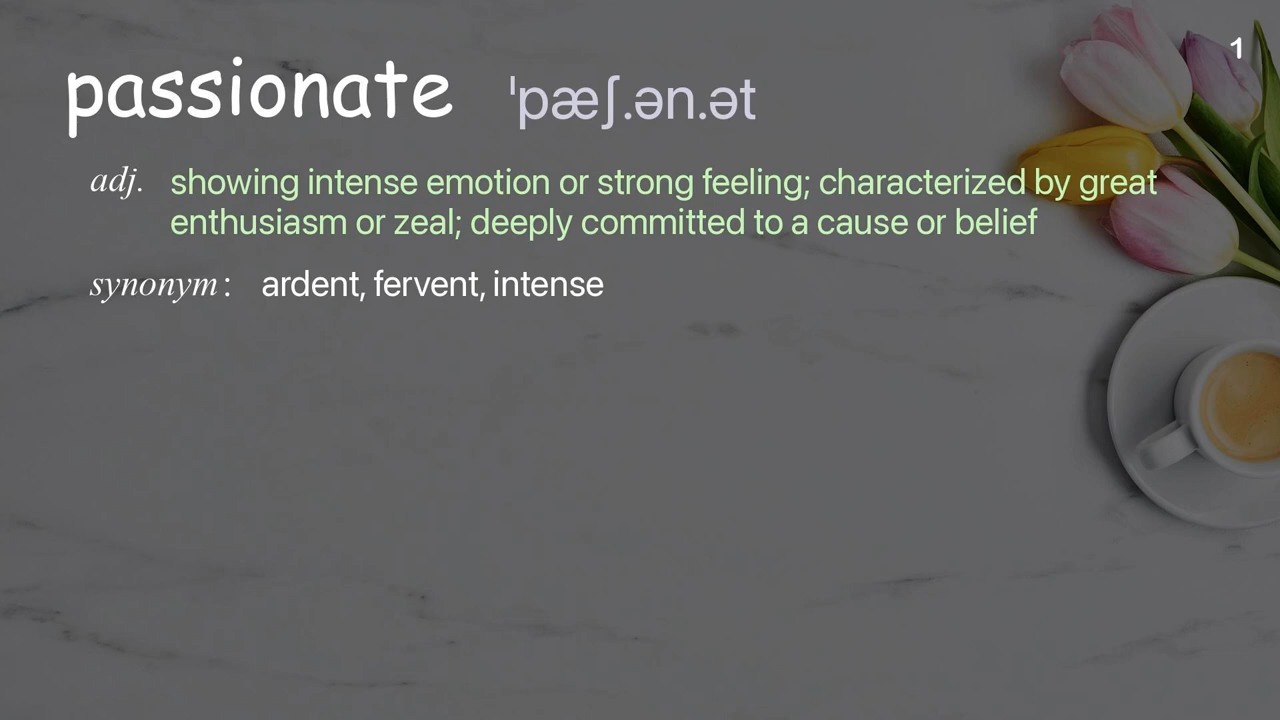 1
passionate ˈpæʃ.ən.ət
adj. showing intense emotion or strong feeling; characterized by great
enthusiasm or zeal; deeply committed to a cause or belief
synonym : ardent, fervent, intense